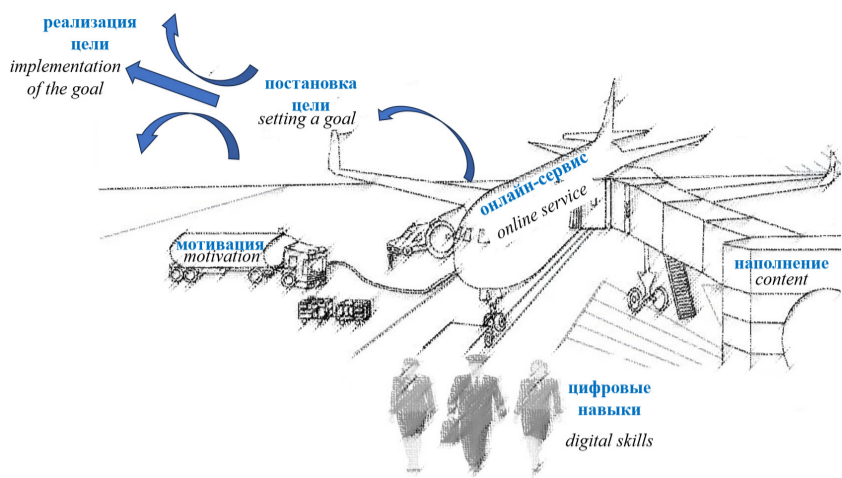 реализация
цели
implementation
of the goal
постановка
цели
setting a goal
онлайн-сервис
online service
мотивация
motivation
наполнение
content
цифровые
навыки
digital skills